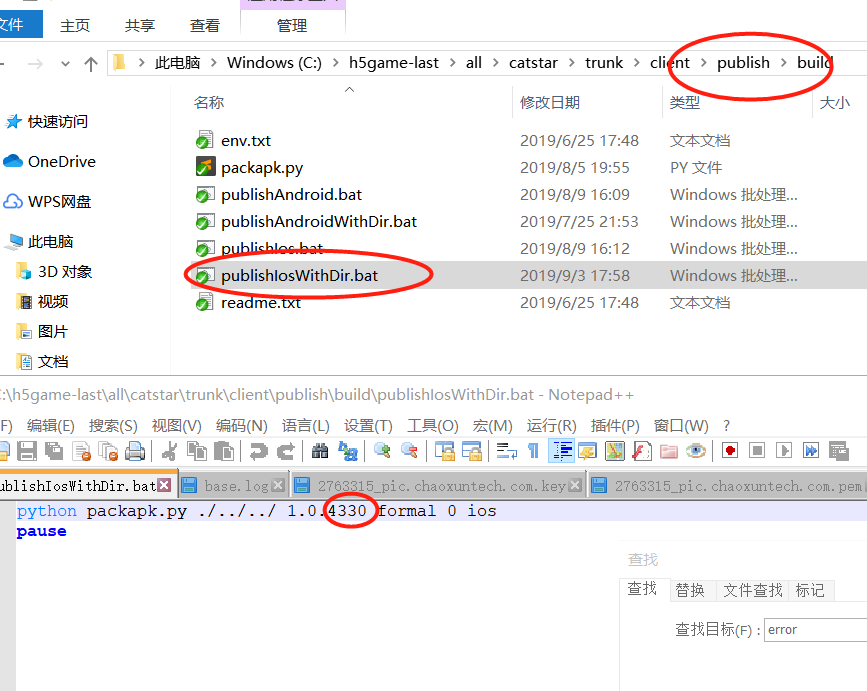 文件 主页 共享 查看 管理
此电脑 Windows (C:) h5game-last all catstar trunk client publish build
名称 修改日期 类型 大小
快速访问
OneDrive
WPS网盘
此电脑
3D 对象
视频
图片
文档
env.txt 2019/6/25 17:48 文本文档
packapk.py 2019/8/5 19:55 PY 文件
publishAndroid.bat 2019/8/9 16:09 Windows 批处理...
publishAndroidWithDir.bat 2019/7/25 21:53 Windows 批处理...
publishIos.bat 2019/8/9 16:12 Windows 批处理...
publishIosWithDir.bat 2019/9/3 17:58 Windows 批处理...
readme.txt 2019/6/25 17:48 文本文档
:\h5game-last\all\catstar\trunk\client\publish\build\publishIosWithDir.bat - Notepad++
F) 编辑(E) 搜索(S) 视图(V) 编码(N) 语言(L) 设置(T) 工具(O) 宏(M) 运行(R) 插件(P) 窗口(W) ?
ublishIosWithDir.bat base.log 2763315_pic.chaoxuntech.com.key 2763315_pic.chaoxuntech.com.pem
python packapk.py ./../../ 1.0.4330 formal 0 ios
pause
查找
查找 替换 文件查找 标记
查找目标(F) : error